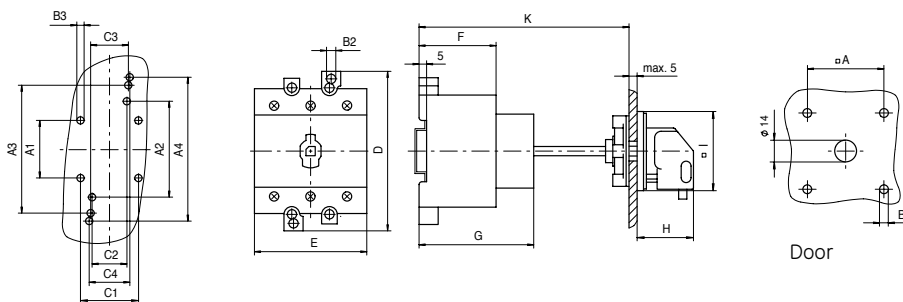 B3
C3
A3
A1
A2
A4
C2
C4
C1
B2
D
E
K
F
5
max. 5
G
H
□ I
□ A
ϕ 14
B
Door